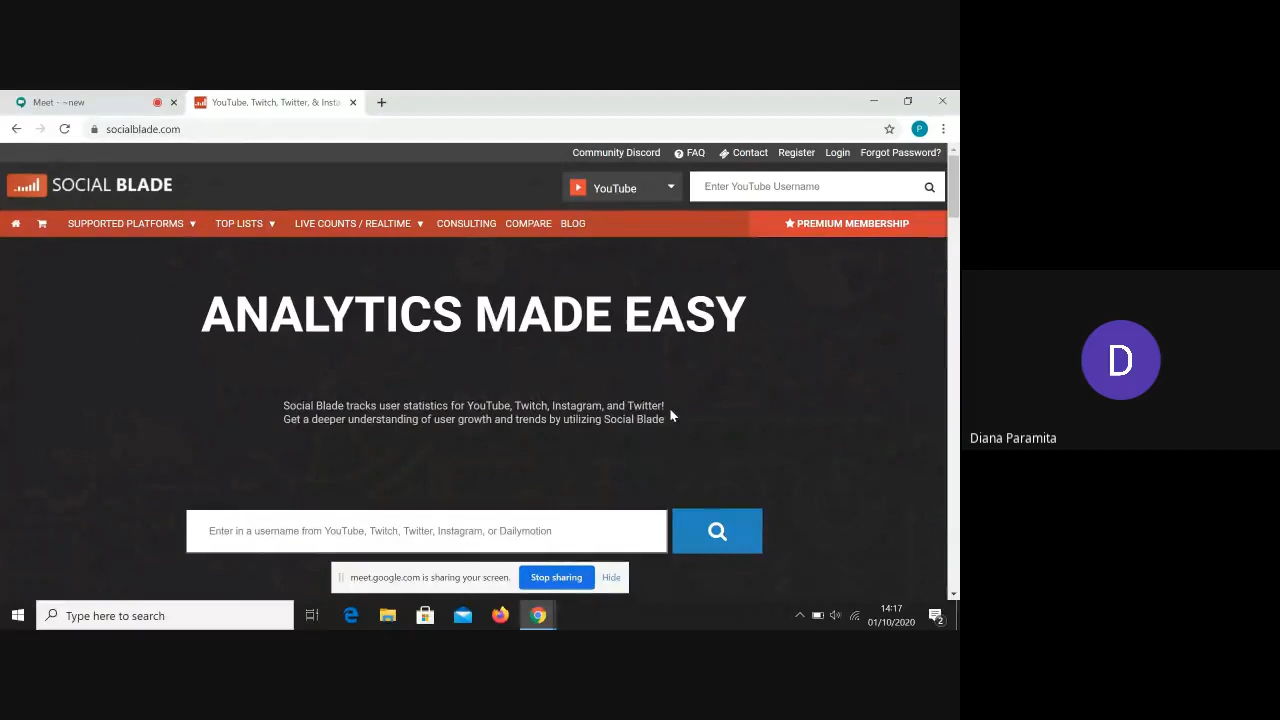 Meet - ~new
YouTube, Twitch, Twitter, & Insta
socialblade.com
P
Community Discord
FAQ
Contact
Register
Login
Forgot Password?
SOCIAL BLADE
YouTube
Enter YouTube Username
SUPPORTED PLATFORMS
TOP LISTS
LIVE COUNTS / REALTIME
CONSULTING
COMPARE
BLOG
PREMIUM MEMBERSHIP
ANALYTICS MADE EASY
Social Blade tracks user statistics for YouTube, Twitch, Instagram, and Twitter!
Get a deeper understanding of user growth and trends by utilizing Social Blade
Enter in a username from YouTube, Twitch, Twitter, Instagram, or Dailymotion
meet.google.com is sharing your screen.
Stop sharing
Hide
Type here to search
14:17
01/10/2020
2
D
Diana Paramita